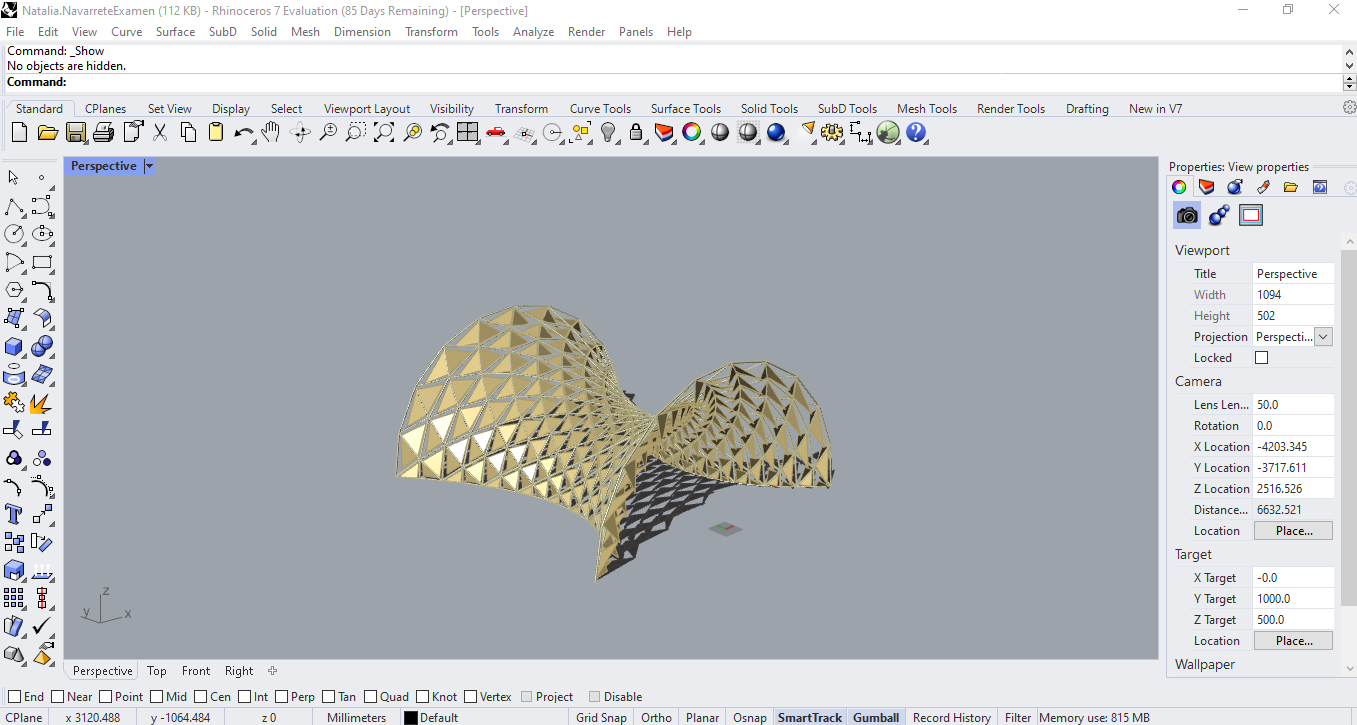 Natalia.NavarreteExamen (112 KB) - Rhinoceros 7 Evaluation (85 Days Remaining) - [Perspective]
File Edit View Curve Surface SubD Solid Mesh Dimension Transform Tools Analyze Render Panels Help
Command: _Show
No objects are hidden.
Command:
Standard CPlanes Set View Display Select Viewport Layout Visibility Transform Curve Tools Surface Tools Solid Tools SubD Tools Mesh Tools Render Tools Drafting New in V7
Perspective
Properties: View properties
Viewport
Title Perspective
Width 1094
Height 502
Projection Perspecti...
Locked
Camera
Lens Len... 50.0
Rotation 0.0
X Location -4203.345
Y Location -3717.611
Z Location 2516.526
Distance... 6632.521
Location Place...
Target
X Target -0.0
Y Target 1000.0
Z Target 500.0
Location Place...
Wallpaper
z
y x
Perspective Top Front Right
End Near Point Mid Cen Int Perp Tan Quad Knot Vertex Project Disable
CPlane x 3120.488 y -1064.484 z 0 Millimeters Default Grid Snap Ortho Planar Osnap SmartTrack Gumball Record History Filter Memory use: 815 MB